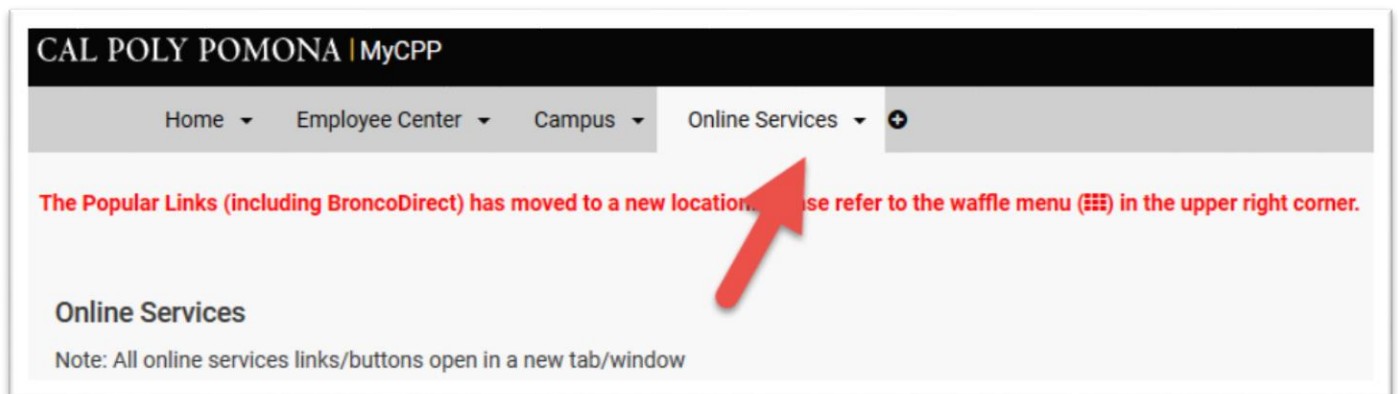 CAL POLY POMONA | MyCPP
Home Employee Center Campus Online Services
The Popular Links (including BroncoDirect) has moved to a new location refer to the waffle menu ( ) in the upper right corner.
Online Services
Note: All online services links/buttons open in a new tab/window